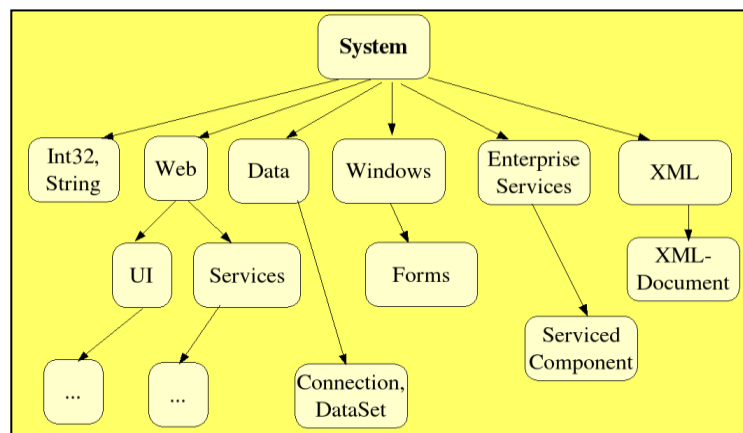 System
Int32,
String
Web
Data
Windows
Enterprise
Services
XML
UI
Services
Forms
XML-
Document
Serviced
Component
...
...
Connection,
DataSet